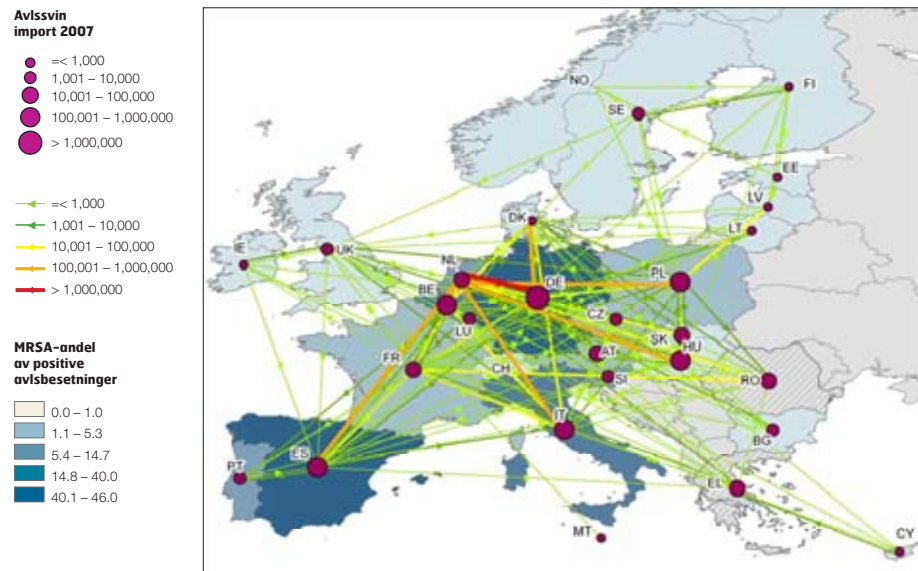 Avlssvin
import 2007
=< 1,000
1,001 – 10,000
10,001 – 100,000
100,001 – 1,000,000
> 1,000,000
=< 1,000
1,001 – 10,000
10,001 – 100,000
100,001 – 1,000,000
> 1,000,000
MRSA-andel
av positive
avlsbesetninger
0.0 – 1.0
1.1 – 5.3
5.4 – 14.7
14.8 – 40.0
40.1 – 46.0
NO
FI
SE
EE
LV
DK
LT
IE
UK
NL
PL
DE
BE
CZ
LU
SK
HU
AT
FR
CH
SI
RO
IT
BG
ES
PT
EL
MT
CY